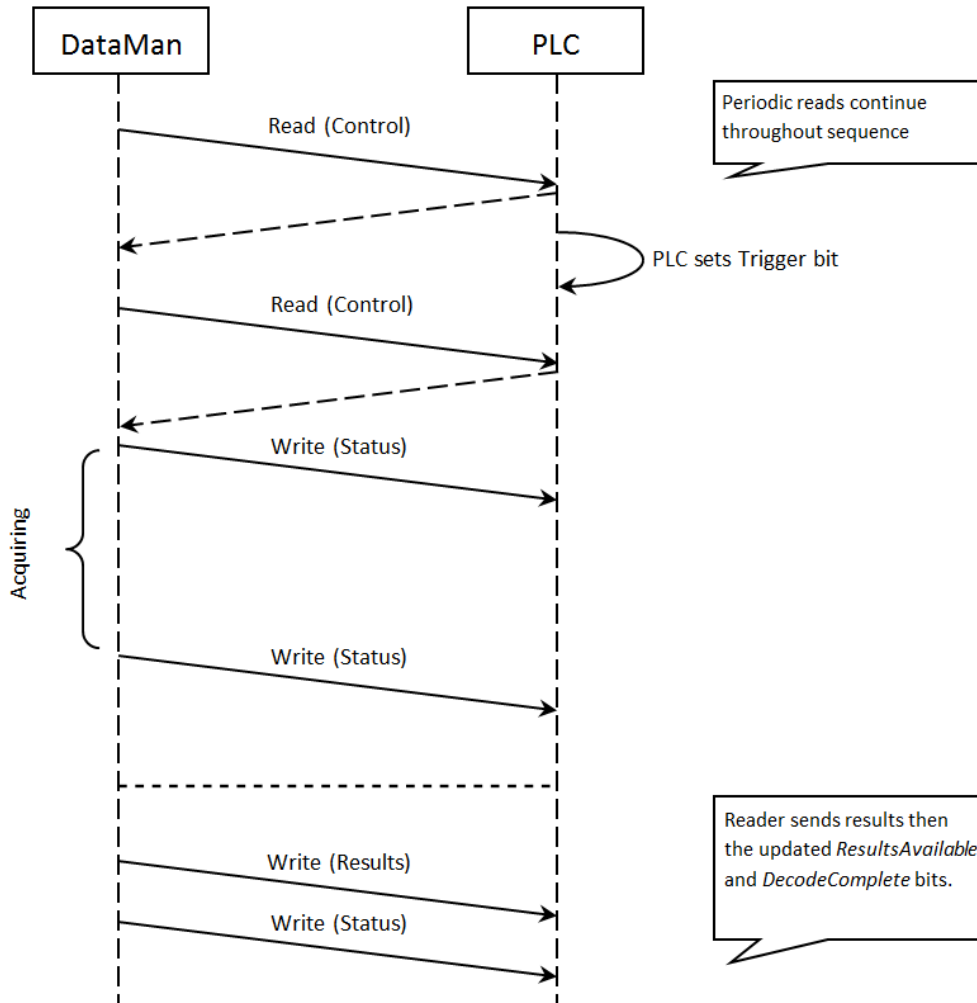 DataMan
PLC
Periodic reads continue
throughout sequence
Read (Control)
PLC sets Trigger bit
Read (Control)
Write (Status)
Acquiring
Write (Status)
Reader sends results then
the updated ResultsAvailable
and DecodeComplete bits.
Write (Results)
Write (Status)